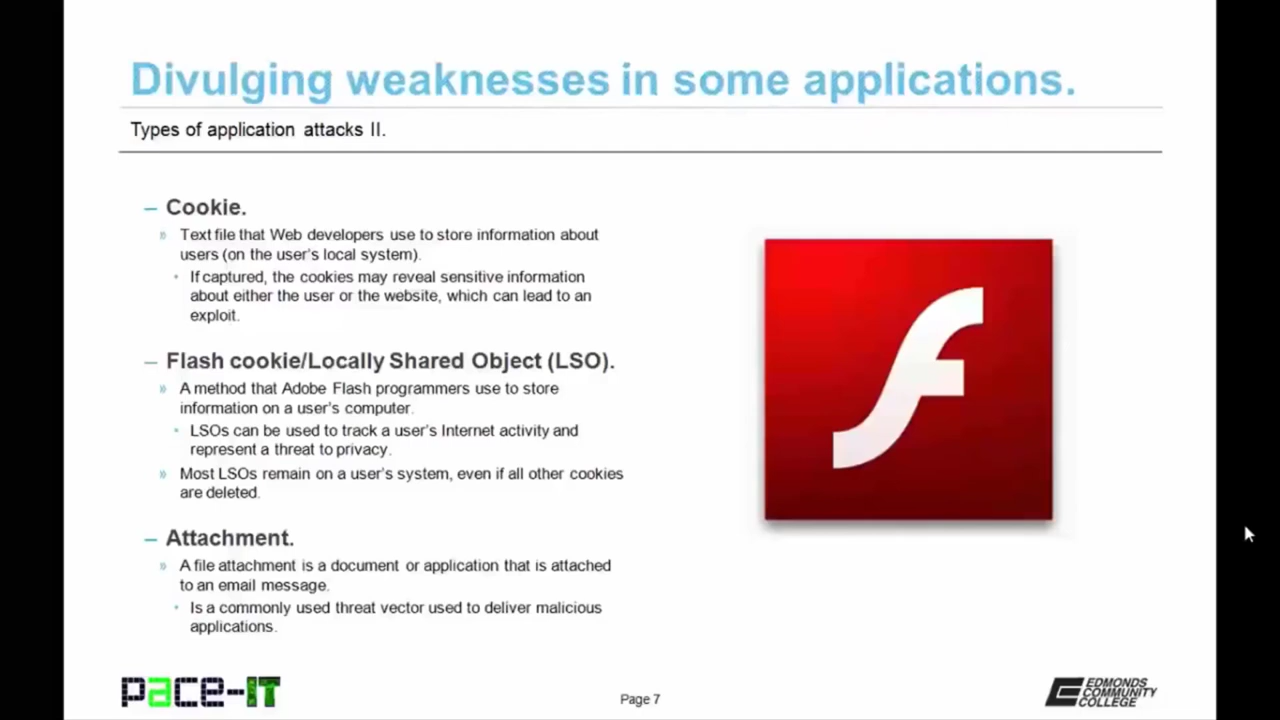 Divulging weaknesses in some applications.
Types of application attacks II.
– Cookie.
» Text file that Web developers use to store information about
users (on the user's local system).
• If captured, the cookies may reveal sensitive information
about either the user or the website, which can lead to an
exploit.
– Flash cookie/Locally Shared Object (LSO).
» A method that Adobe Flash programmers use to store
information on a user's computer.
• LSOs can be used to track a user's Internet activity and
represent a threat to privacy.
» Most LSOs remain on a user's system, even if all other cookies
are deleted.
– Attachment.
» A file attachment is a document or application that is attached
to an email message.
• Is a commonly used threat vector used to deliver malicious
applications.
pace-IT
Page 7
EDMONDS
COMMUNITY
COLLEGE